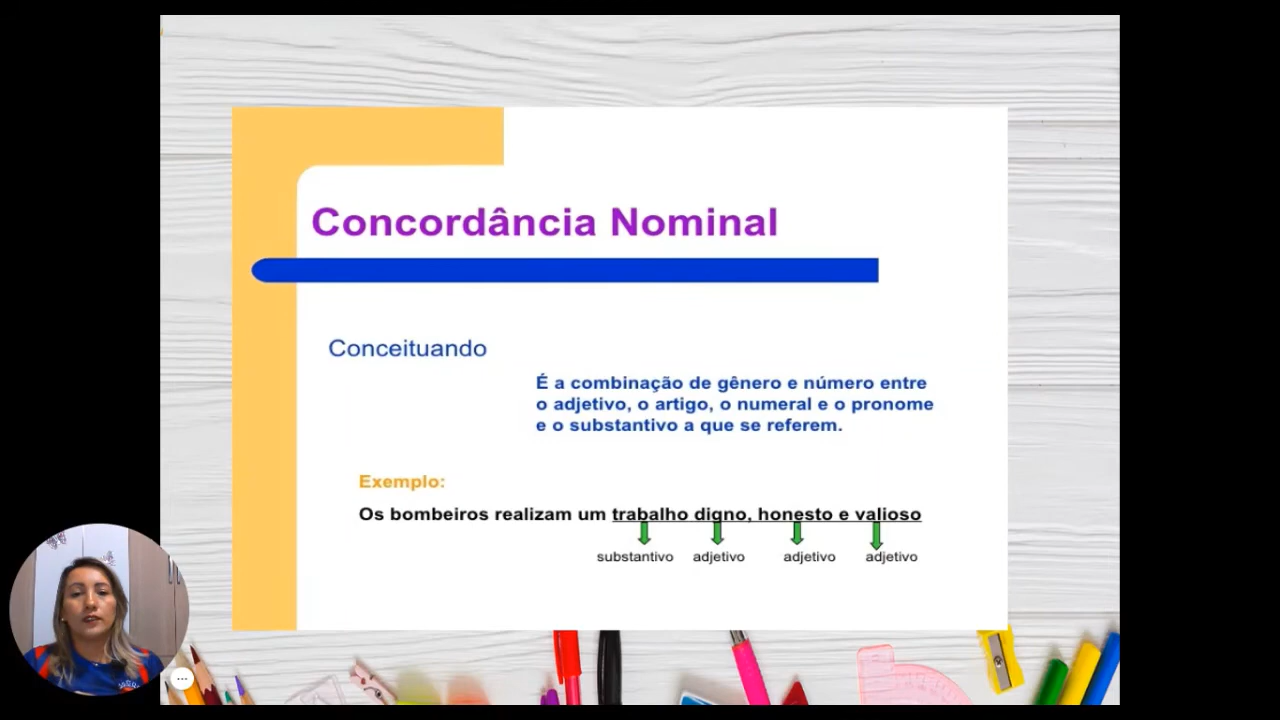 Concordância Nominal
Conceituando
É a combinação de gênero e número entre
o adjetivo, o artigo, o numeral e o pronome
e o substantivo a que se referem.
Exemplo:
Os bombeiros realizam um trabalho digno, honesto e valioso
substantivo adjetivo adjetivo adjetivo